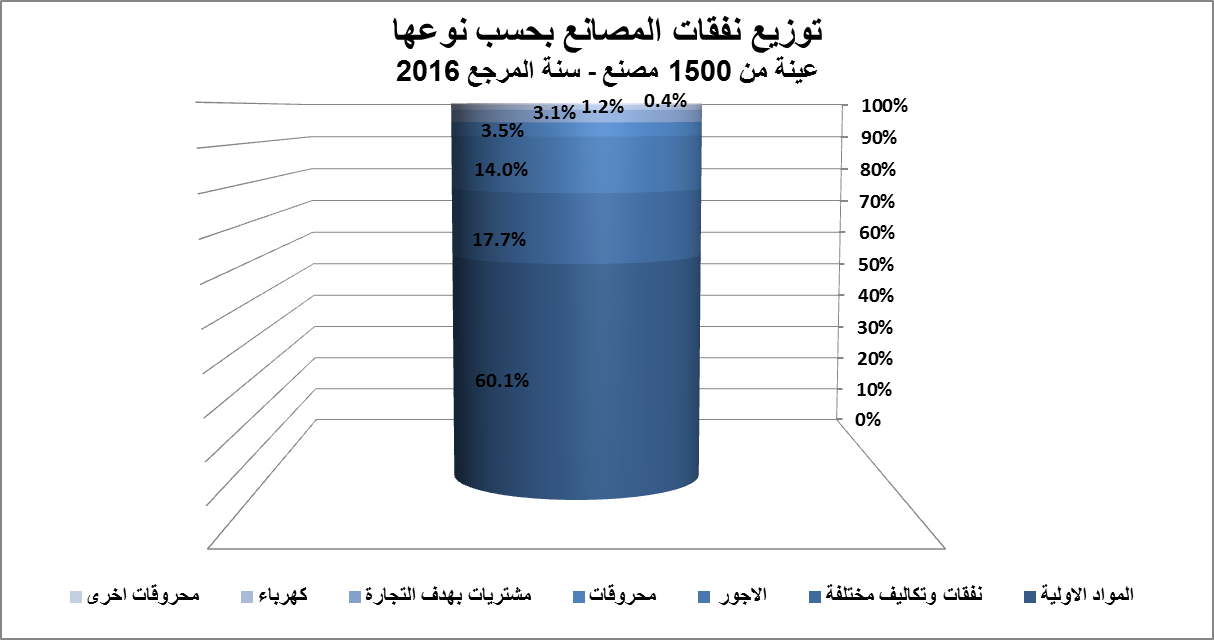 توزيع نفقات المصانع بحسب نوعها
عينة من 1500 مصنع - سنة المرجع 2016
0.4%
1.2%
3.1%
3.5%
14.0%
17.7%
60.1%
100%
90%
80%
70%
60%
50%
40%
30%
20%
10%
0%
المواد الاولية
نفقات وتكاليف مختلفة
الاجور
محروقات
مشتريات بهدف التجارة
كهرباء
محروقات اخرى